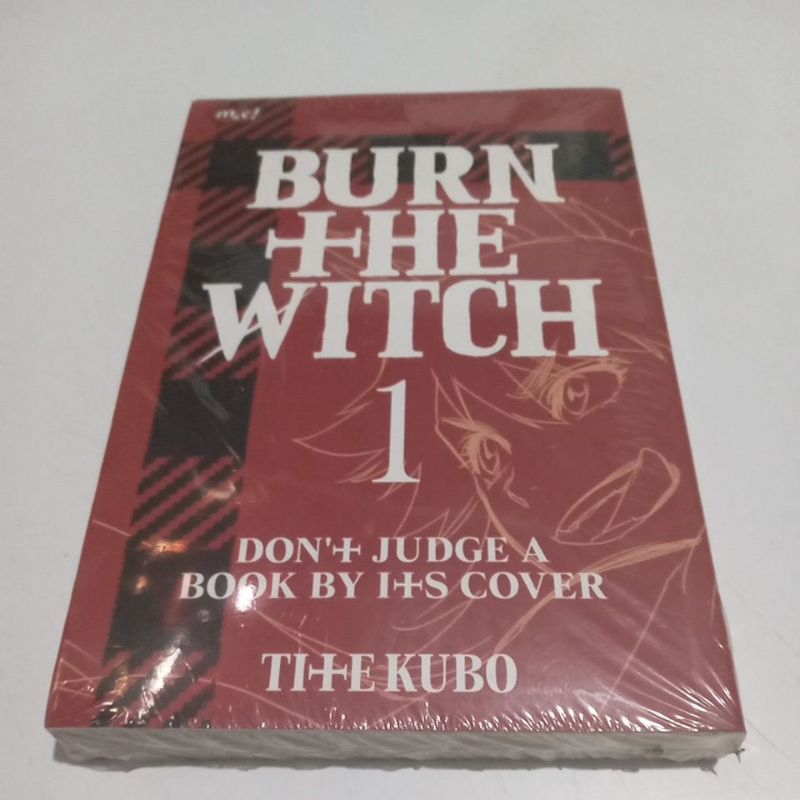 m&c!
BURN
THE
WITCH
1
DON'T JUDGE A
BOOK BY ITS COVER
TITE KUBO